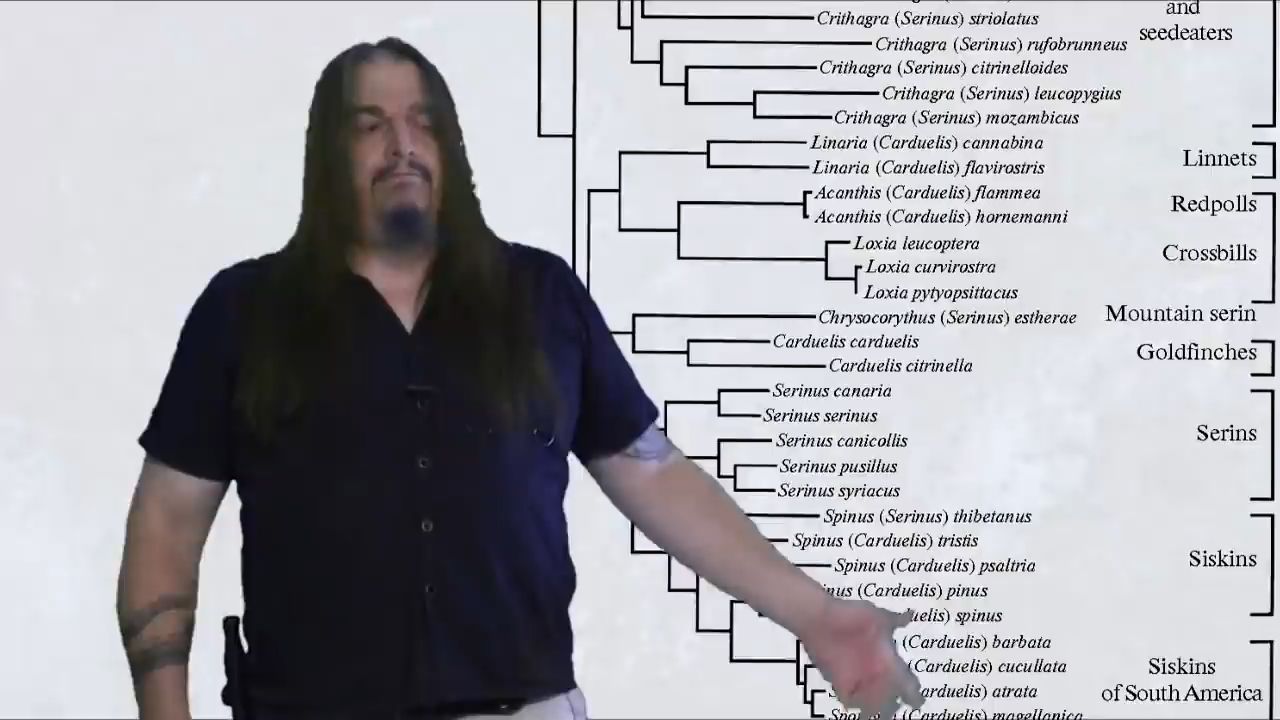 and
seedeaters
Crithagra (Serinus) striolatus
Crithagra (Serinus) rufobrunneus
Crithagra (Serinus) citrinelloides
Crithagra (Serinus) leucopygius
Crithagra (Serinus) mozambicus
Linaria (Carduelis) cannabina
Linaria (Carduelis) flavirostris
Linnets
Acanthis (Carduelis) flammea
Acanthis (Carduelis) hornemanni
Redpolls
Loxia leucoptera
Loxia curvirostra
Loxia pytyopsittacus
Crossbills
Chrysocorythus (Serinus) estherae
Mountain serin
Carduelis carduelis
Carduelis citrinella
Goldfinches
Serinus canaria
Serinus serinus
Serinus canicollis
Serinus pusillus
Serinus syriacus
Serins
Spinus (Serinus) thibetanus
Spinus (Carduelis) tristis
Spinus (Carduelis) psaltria
pinus
spinus
Siskins
(Carduelis) barbata
(Carduelis) cucullata
atrata
(Carduelis) magellanica
Siskins
of South America